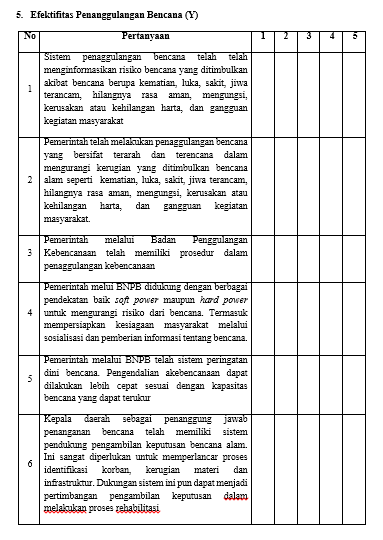 5. Efektifitas Penanggulangan Bencana (Y)
No Pertanyaan 1 2 3 4 5
Sistem penaggulangan bencana telah telah
menginformasikan risiko bencana yang ditimbulkan
akibat bencana berupa kematian, luka, sakit, jiwa
1 terancam, hilangnya rasa aman, mengungsi,
kerusakan atau kehilangan harta, dan gangguan
kegiatan masyarakat
Pemerintah telah melakukan penaggulangan bencana
yang bersifat terarah dan terencana dalam
mengurangi kerugian yang ditimbulkan bencana
2 alam seperti kematian, luka, sakit, jiwa terancam,
hilangnya rasa aman, mengungsi, kerusakan atau
kehilangan harta, dan gangguan kegiatan
masyarakat.
Pemerintah melalui Badan Penggulangan
3 Kebencanaan telah memiliki prosedur dalam
penaggulangan kebencanaan
Pemerintah melui BNPB didukung dengan berbagai
pendekatan baik soft power maupun hard power
4 untuk mengurangi risiko dari bencana. Termasuk
mempersiapkan kesiagaan masyarakat melalui
sosialisasi dan pemberian informasi tentang bencana.
Pemerintah melalui BNPB telah sistem peringatan
dini bencana. Pengendalian akebencanaan dapat
5 dilakukan lebih cepat sesuai dengan kapasitas
bencana yang dapat terukur
Kepala daerah sebagai penanggung jawab
penanganan bencana telah memiliki sistem
pendukung pengambilan keputusan bencana alam.
Ini sangat diperlukan untuk memperlancar proses
6 identifikasi korban, kerugian materi dan
infrastruktur. Dukungan sistem ini pun dapat menjadi
pertimbangan pengambilan keputusan dalam
melakukan proses rehabilitasi